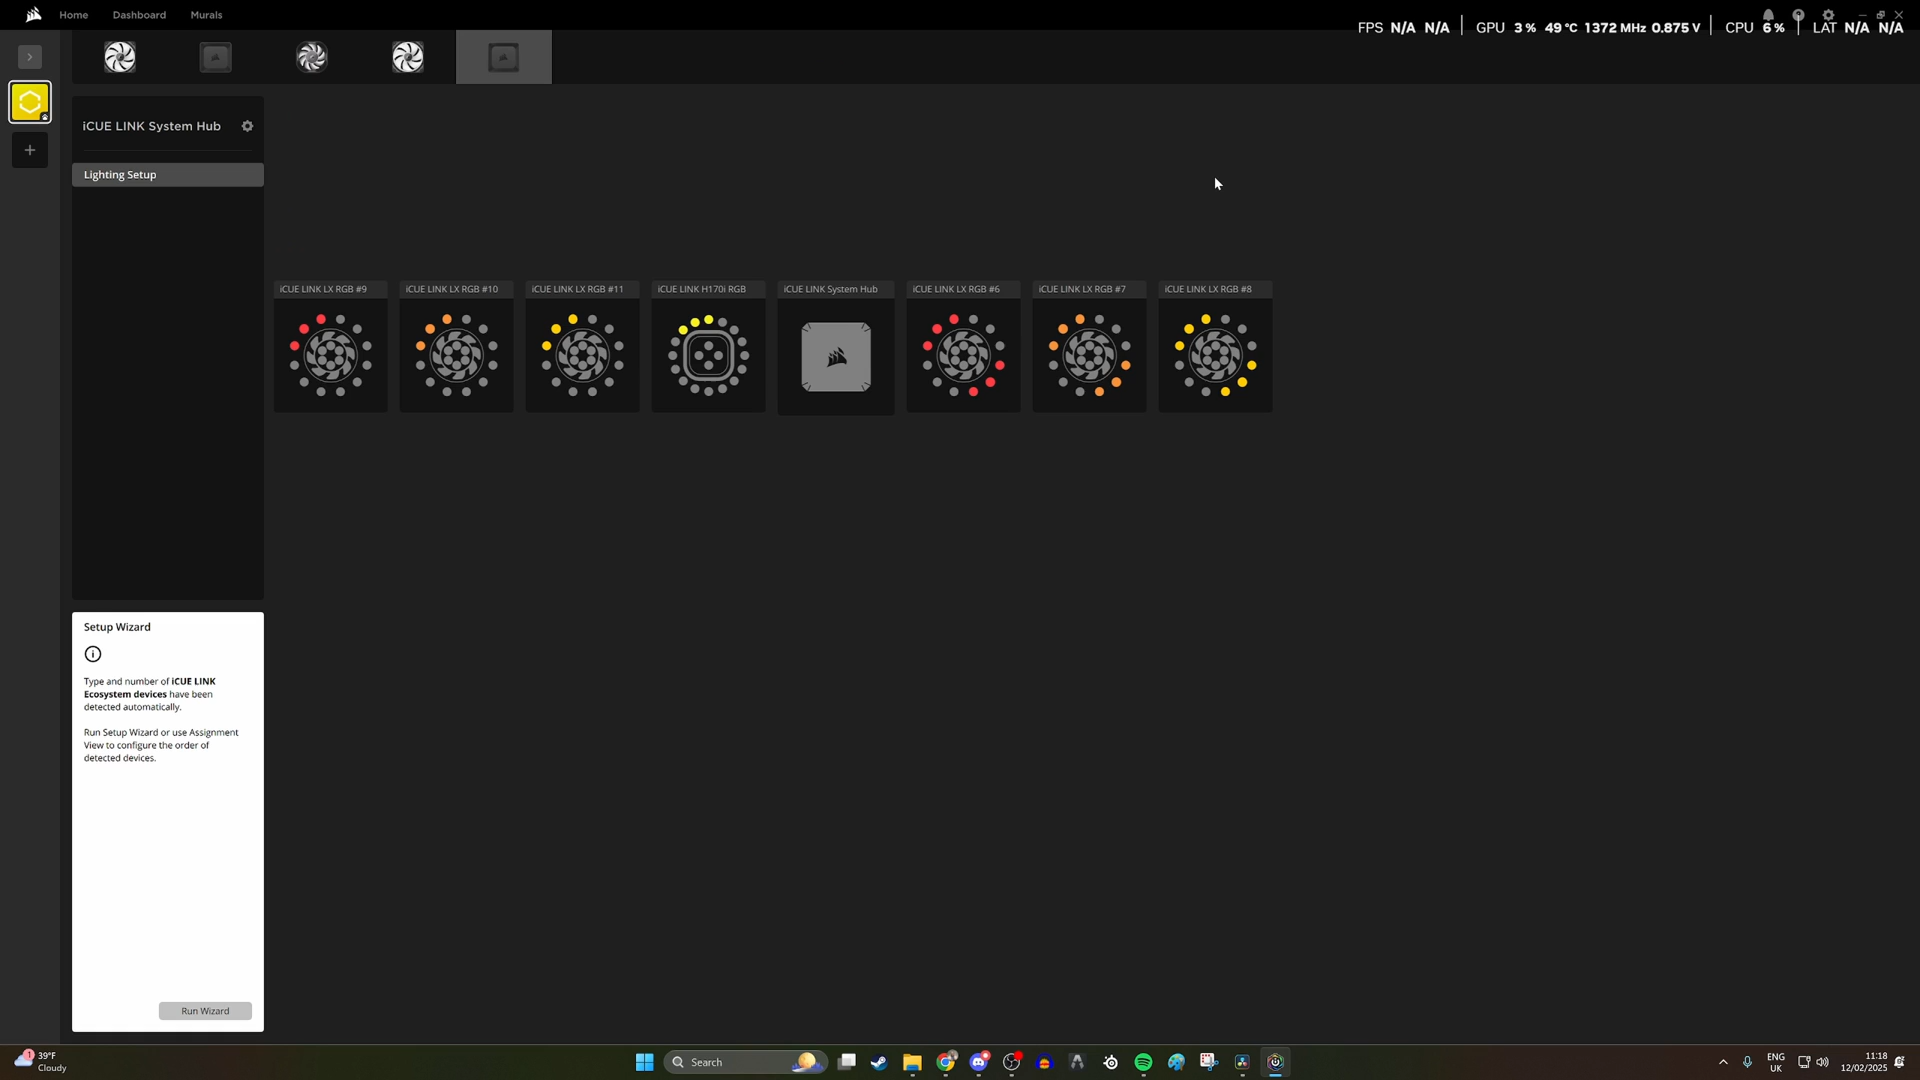 Home Dashboard Murals
FPS N/A N/A GPU 3 % 49 °C 1372 MHz 0.875 V CPU 6 % LAT N/A N/A
iCUE LINK System Hub
Lighting Setup
iCUE LINK LX RGB #9 iCUE LINK LX RGB #10 iCUE LINK LX RGB #11 iCUE LINK H170i RGB iCUE LINK System Hub iCUE LINK LX RGB #6 iCUE LINK LX RGB #7 iCUE LINK LX RGB #8
Setup Wizard
Type and number of iCUE LINK
Ecosystem devices have been
detected automatically.
Run Setup Wizard or use Assignment
View to configure the order of
detected devices.
Run Wizard
1
39°F
Cloudy
Search
ENG
UK
11:18
12/02/2025